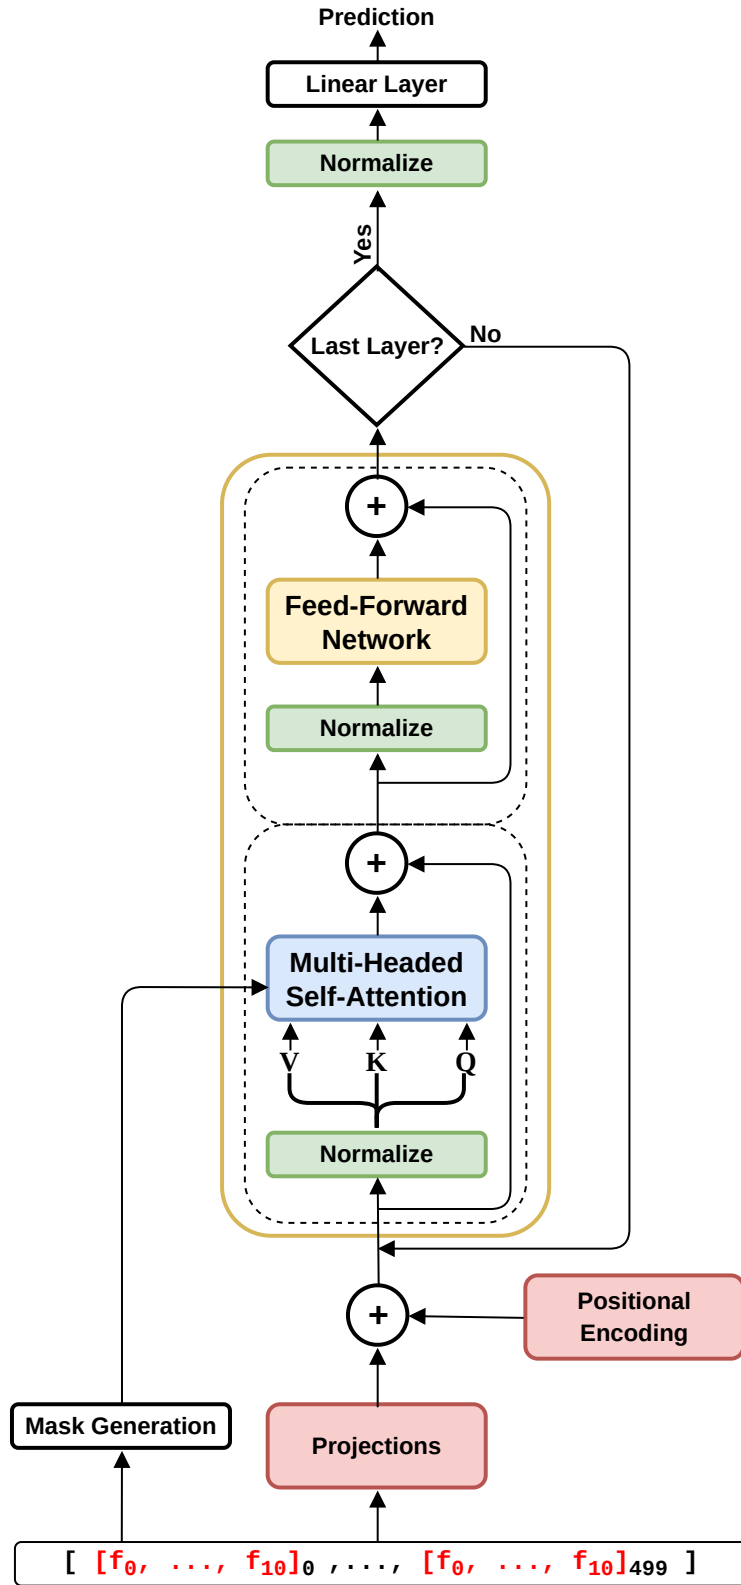 Prediction
Linear Layer
Normalize
Yes
Last Layer?
No
+
Feed-Forward
Network
Normalize
+
Multi-Headed
Self-Attention
V K Q
Normalize
+
Positional
Encoding
Mask Generation
Projections
[ [f0, ..., f10]0 ,..., [f0, ..., f10]499 ]